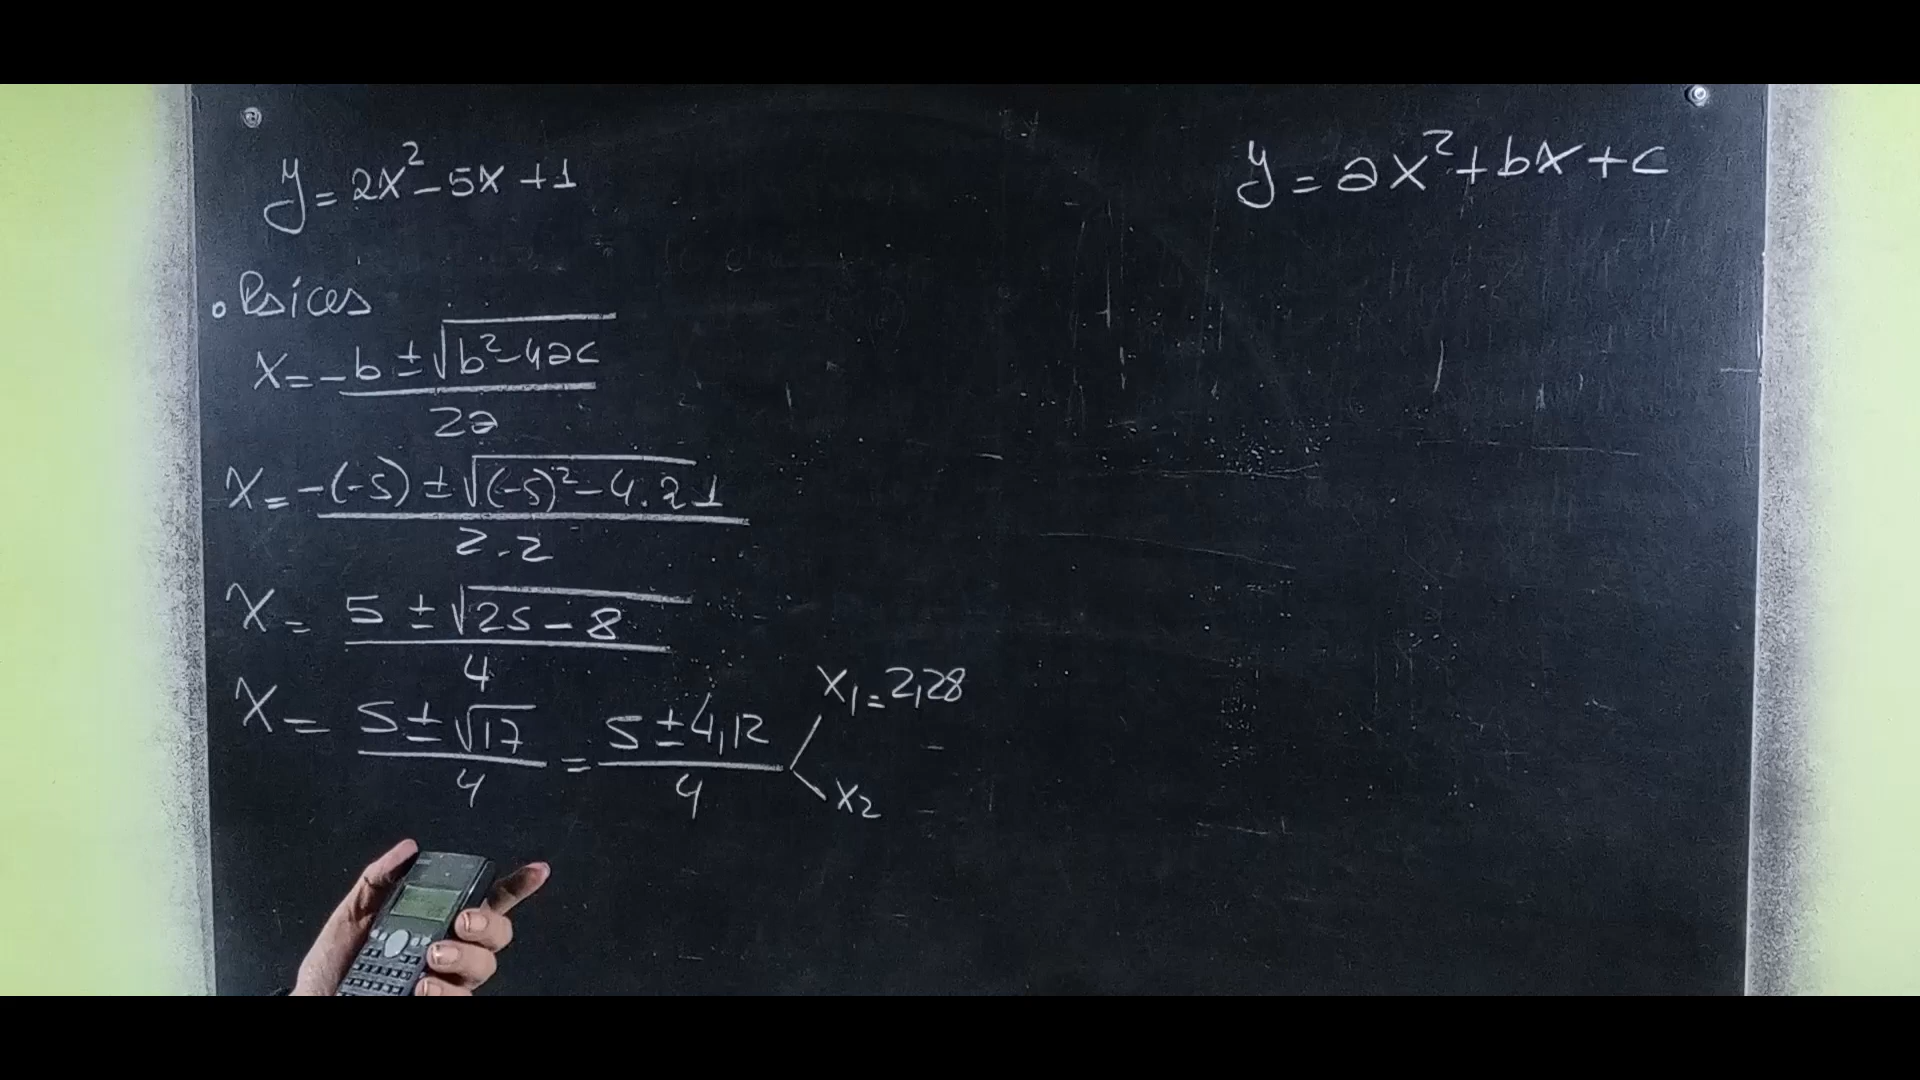 y = 2x² - 5x + 1
y = ax² + bx + c
• Raíces
x = -b ± √b² - 4ac / 2a
x = -(-5) ± √(-5)² - 4.2.1 / 2.2
x = 5 ± √25 - 8 / 4
x = 5 ± √17 / 4 = 5 ± 4,12 / 4
x₁ = 2,28
x₂